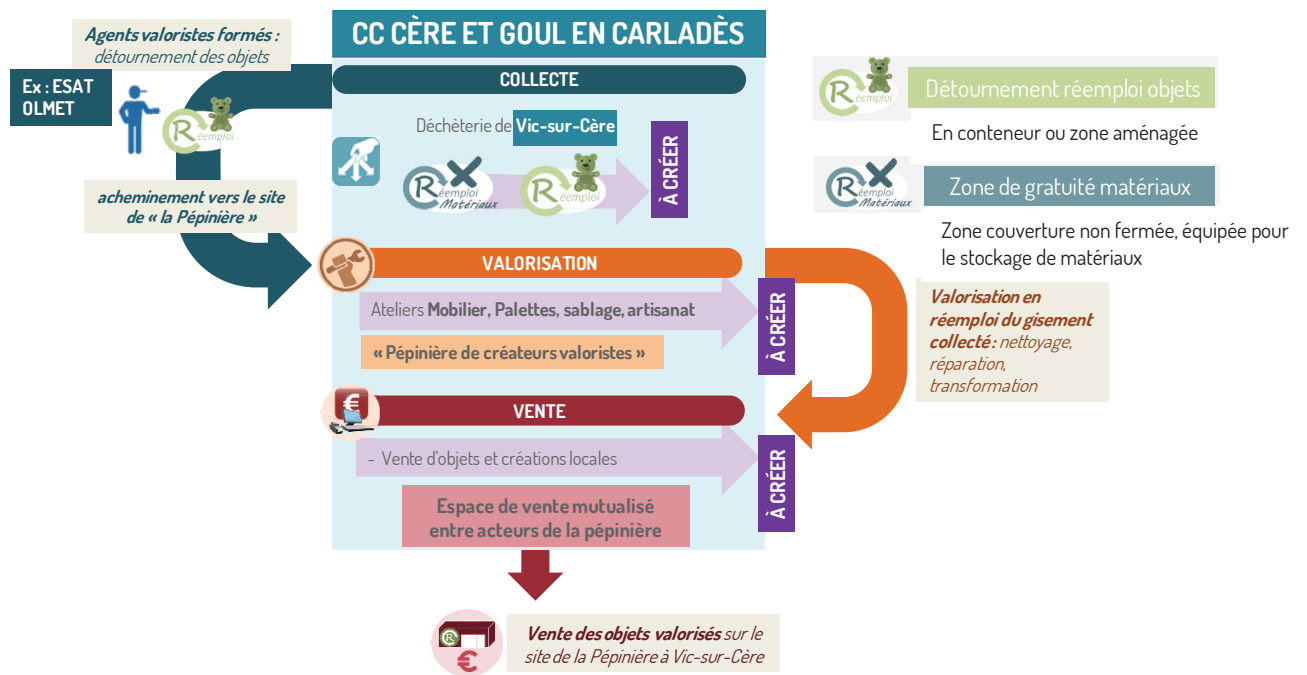 CC CÈRE ET GOUL EN CARLADÈS
Agents valoristes formés :
détournement des objets
Ex : ESAT
OLMET
Réemploi
acheminement vers le site
de « la Pépinière »
COLLECTE
Déchèterie de Vic-sur-Cère
Réemploi
Matériaux
Réemploi
À CRÉER
VALORISATION
Ateliers Mobilier, Palettes, sablage, artisanat
« Pépinière de créateurs valoristes »
À CRÉER
VENTE
- Vente d'objets et créations locales
Espace de vente mutualisé
entre acteurs de la pépinière
À CRÉER
Vente des objets valorisés sur le
site de la Pépinière à Vic-sur-Cère
Réemploi
Détournement réemploi objets
En conteneur ou zone aménagée
Réemploi
Matériaux
Zone de gratuité matériaux
Zone couverture non fermée, équipée pour
le stockage de matériaux
Valorisation en
réemploi du gisement
collecté : nettoyage,
réparation,
transformation